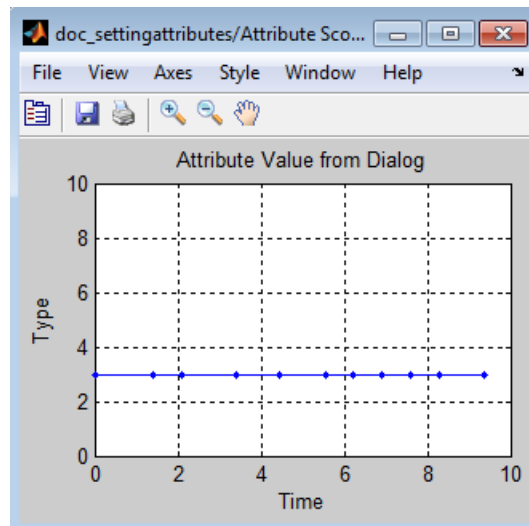 doc_settingattributes/Attribute Sco...
File View Axes Style Window Help
Attribute Value from Dialog
10
8
6
4
2
0
Type
0 2 4 6 8 10
Time